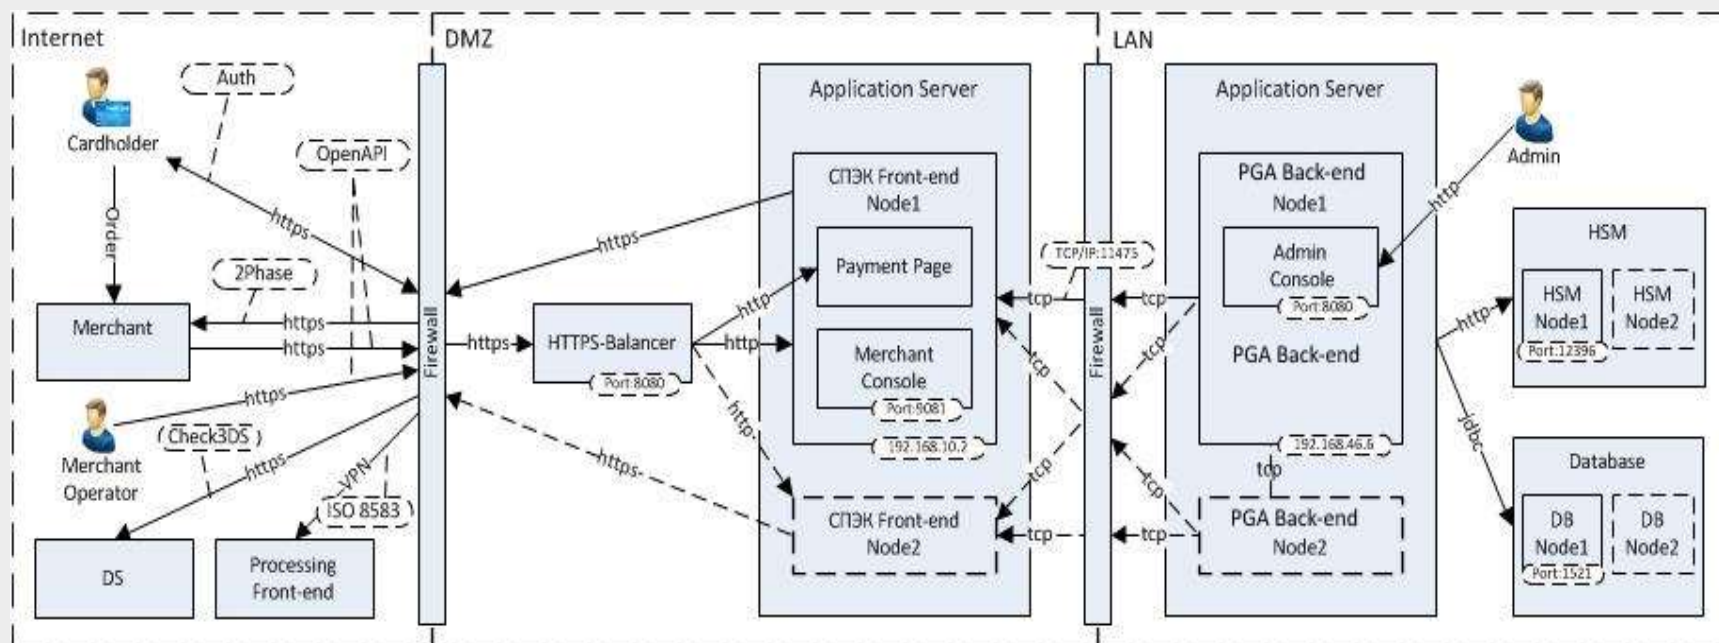 Internet
DMZ
LAN
Auth
Cardholder
OpenAPI
Order
https
2Phase
Merchant
https
https
Merchant
Operator
https
Check3DS
https
VPN
ISO 8583
DS
Processing
Front-end
Firewall
https
HTTPS-Balancer
Port:8080
https
https
http
http
http
Application Server
СПЭК Front-end
Node1
Payment Page
Merchant
Console
Port:9081
192.168.10.2
СПЭК Front-end
Node2
TCP/IP:11475
tcp
tcp
tcp
tcp
Firewall
tcp
tcp
tcp
tcp
Application Server
PGA Back-end
Node1
Admin
Console
Port:8080
PGA Back-end
192.168.46.6
tcp
PGA Back-end
Node2
Admin
http
http
jdbc
HSM
HSM
Node1
Port:12396
HSM
Node2
Database
DB
Node1
Port:1521
DB
Node2